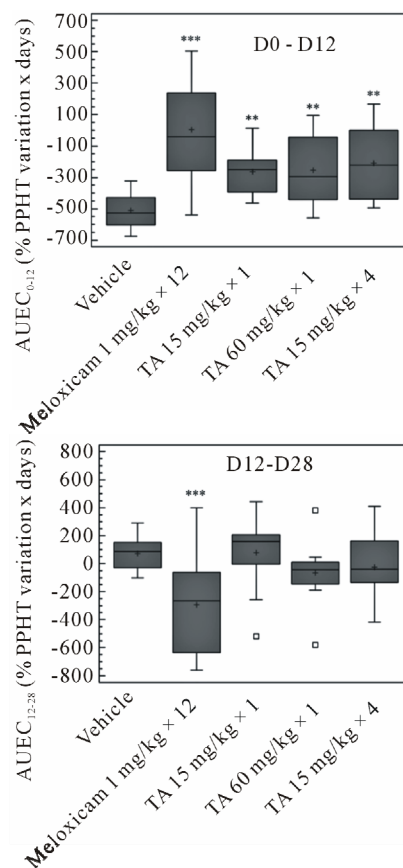 D0 - D12
AUEC0-12 (% PPHT variation x days)
700
500
300
100
-100
-300
-500
-700
***
**
**
**
Vehicle
Meloxicam 1 mg/kg × 12
TA 15 mg/kg × 1
TA 60 mg/kg × 1
TA 15 mg/kg × 4
D12-D28
AUEC12-28 (% PPHT variation x days)
800
600
400
200
0
-200
-400
-600
-800
***
Vehicle
Meloxicam 1 mg/kg × 12
TA 15 mg/kg × 1
TA 60 mg/kg × 1
TA 15 mg/kg × 4